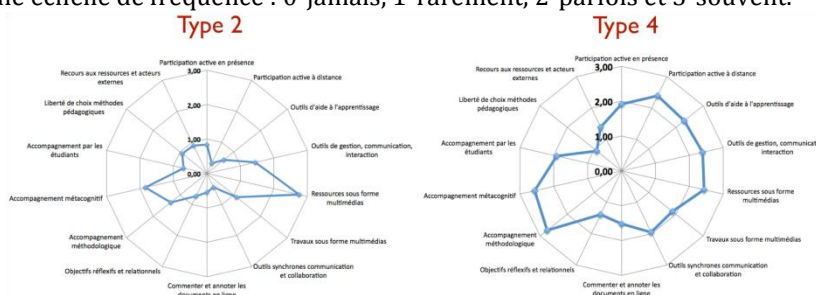 ne échelle de fréquence : 0-jamais, 1-rarement, 2-parfois et 3-souvent.
Type 2
Participation active en présence
3,00
2,00
1,00
0,00
Participation active à distance
Outils d'aide à l'apprentissage
Outils de gestion, communication,
interaction
Ressources sous forme
multimédias
Travaux sous forme multimédias
Outils synchrones communication
et collaboration
Commenter et annoter les
documents en ligne
Objectifs réflexifs et relationnels
Accompagnement
méthodologique
Accompagnement métacognitif
Accompagnement par les
étudiants
Liberté de choix méthodes
pédagogiques
Recours aux ressources et acteurs
externes
Type 4
Participation active en présence
3,00
2,00
1,00
0,00
Participation active à distance
Outils d'aide à l'apprentissage
Outils de gestion, communicat
interaction
Ressources sous forme
multimédias
Travaux sous forme multimédias
Outils synchrones communication
et collaboration
Commenter et annoter les
documents en ligne
Objectifs réflexifs et relationnels
Accompagnement
méthodologique
Accompagnement métacognitif
Accompagnement par les
étudiants
Liberté de choix méthodes
pédagogiques
Recours aux ressources et acteurs
externes